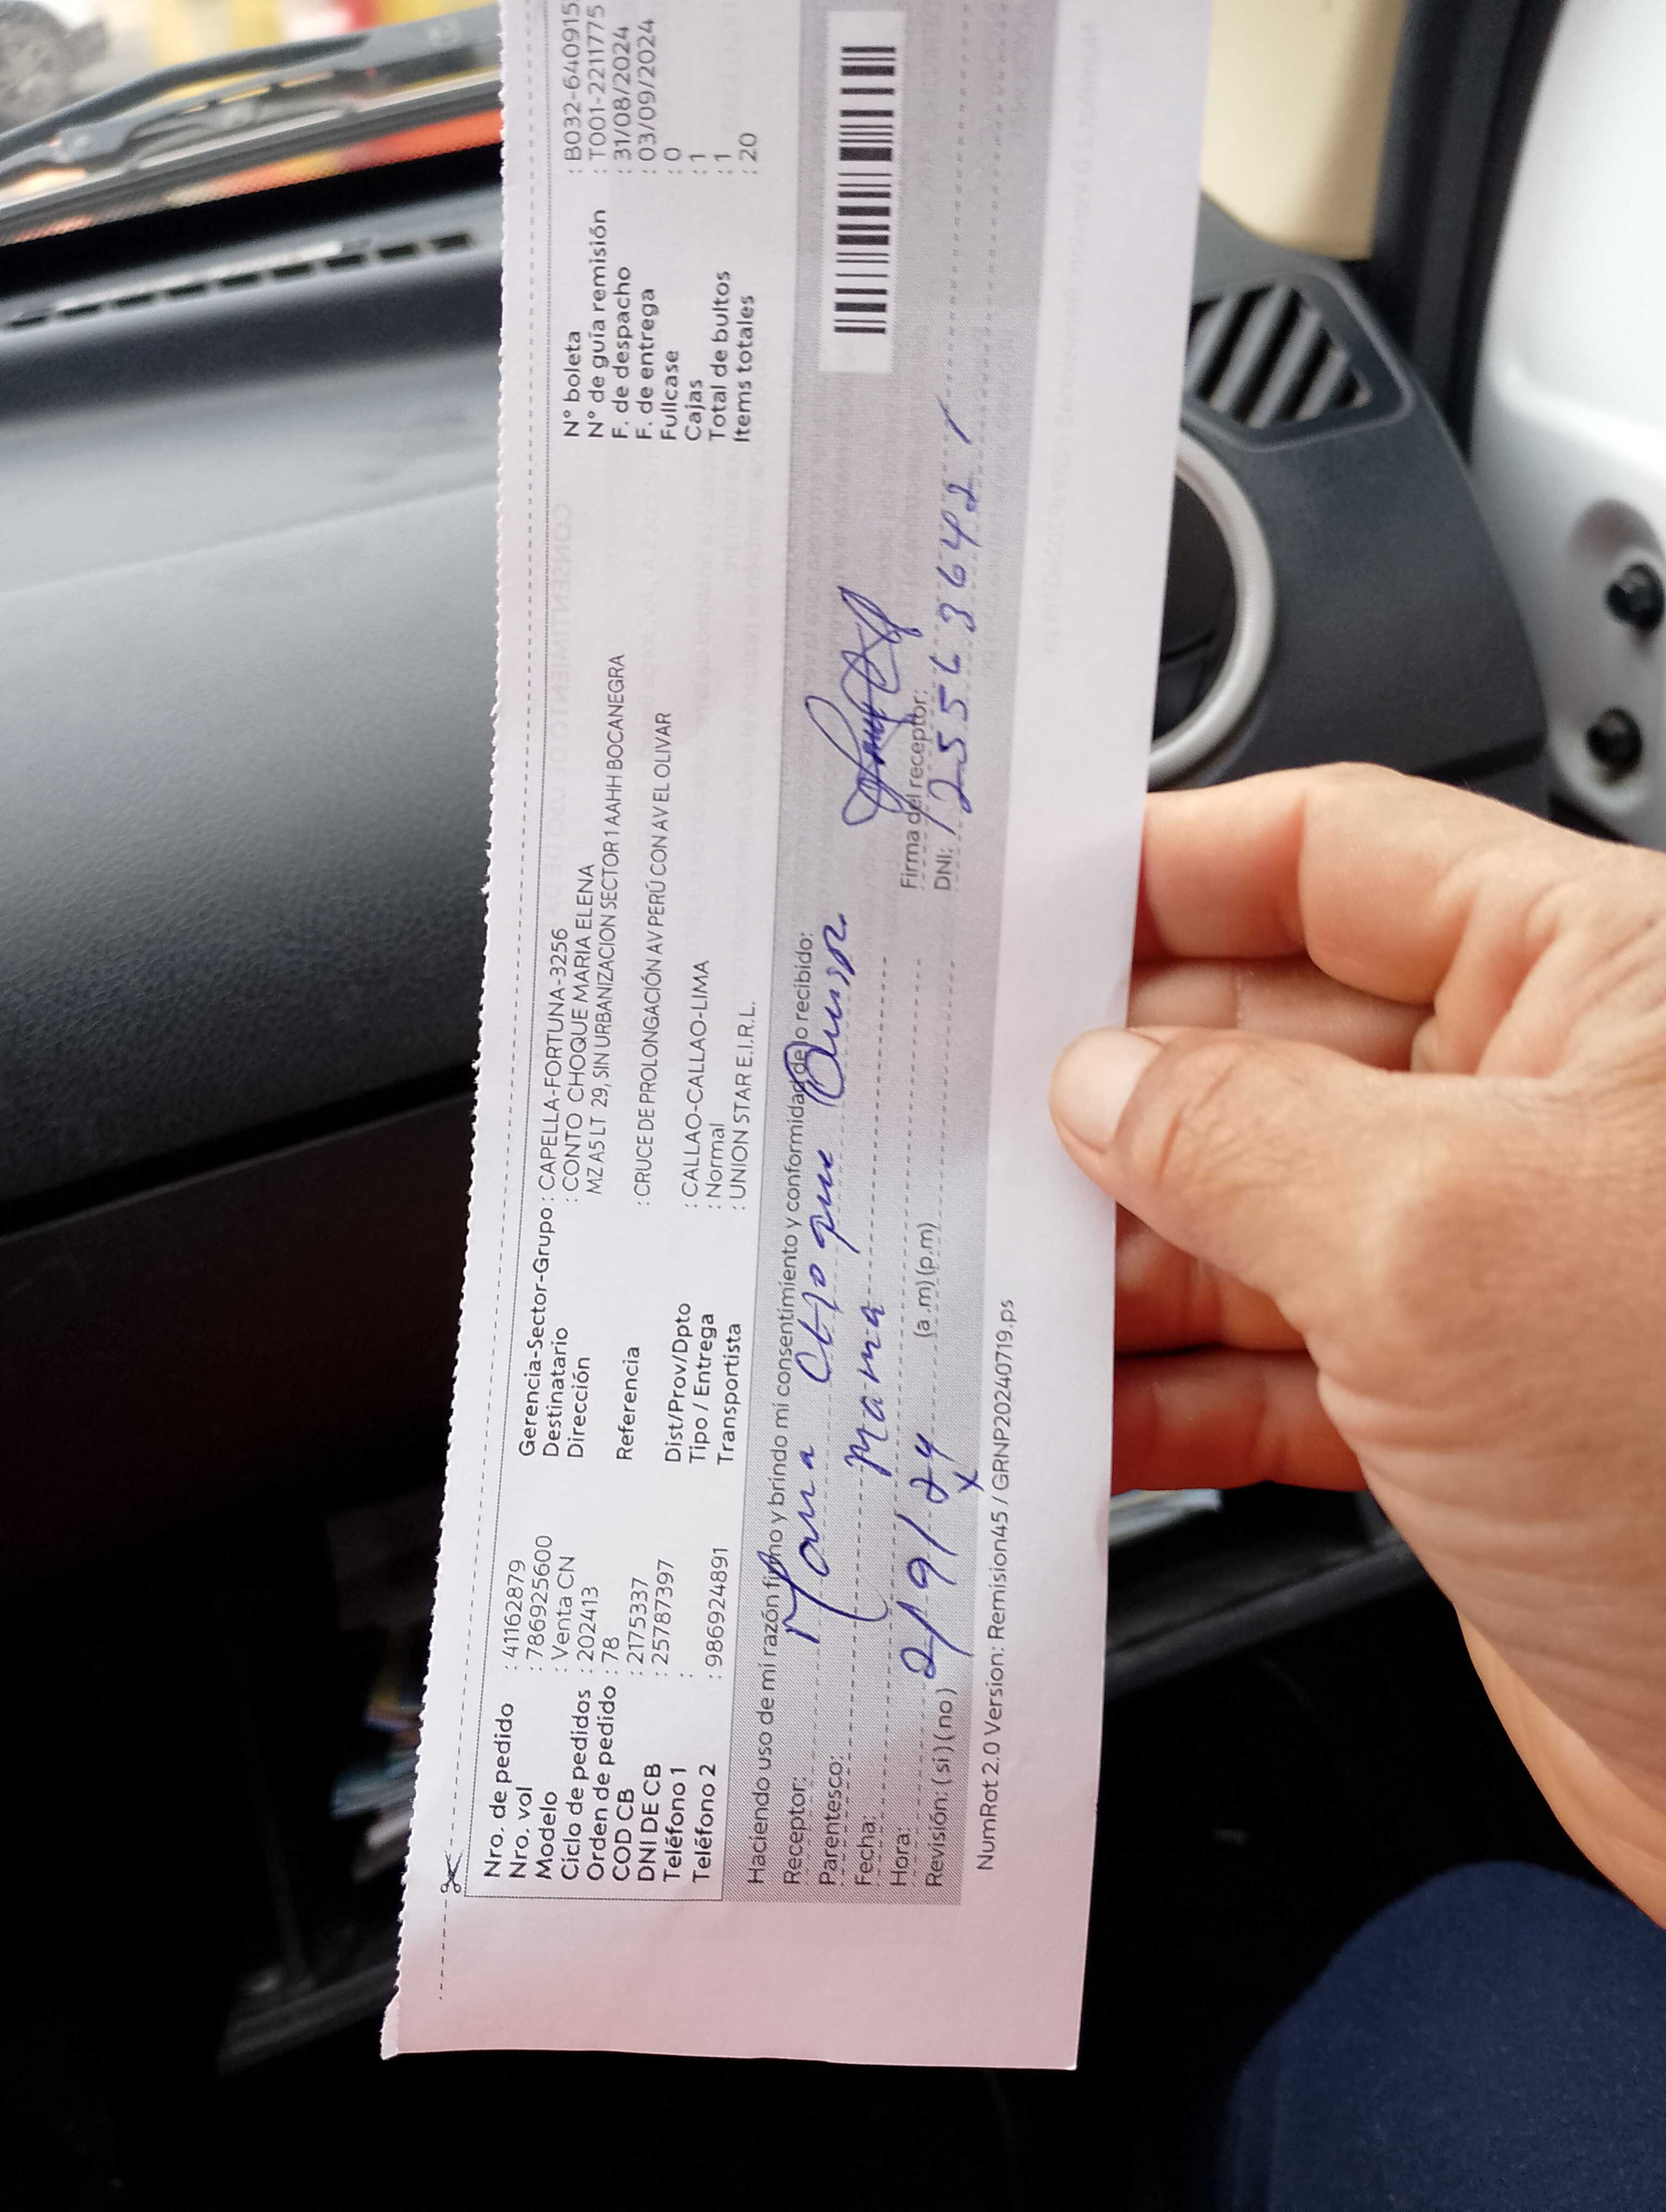 Nro. de pedido : 41162879
Nro. vol : 786925600
Modelo : Venta CN
Ciclo de pedidos : 202413
Orden de pedido : 78
COD CB : 2175337
DNI DE CB : 25787397
Teléfono 1 :
Teléfono 2 : 986924891
Gerencia-Sector-Grupo : CAPELLA-FORTUNA-3256
Destinatario : CONTO CHOQUE MARIA ELENA
Dirección MZ A5 LT 29, SIN URBANIZACION SECTOR 1 AAHH BOCANEGRA
Referencia : CRUCE DE PROLONGACIÓN AV PERÚ CON AV EL OLIVAR
Dist/Prov/Dpto : CALLAO-CALLAO-LIMA
Tipo / Entrega : Normal
Transportista : UNION STAR E.I.R.L.
N° boleta : B032-640915
N° de guía remisión : T001-2211775
F. de despacho : 31/08/2024
F. de entrega : 03/09/2024
Fullcase : 0
Cajas : 1
Total de bultos : 1
Items totales : 20
Haciendo uso de mi razón firmo y brindo mi consentimiento y conformidad de lo recibido:
Receptor: Choque
Parentesco: Mama
Fecha: 2/9/24
Hora: (a.m) (p.m)
Revisión: (si) (no) x
Firma del receptor:
DNI:
NumRot 2.0 Version: Remision45 / GRNP20240719.ps